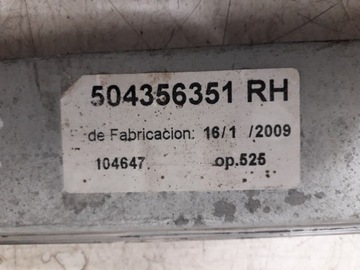 504356351 RH
de Fabricacion: 16/1 /2009
104647 op.525